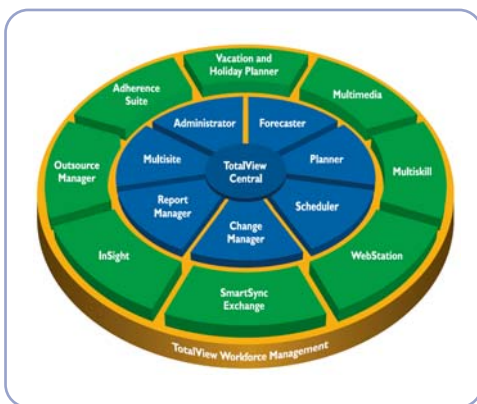 Vacation and
Holiday Planner
Adherence
Suite
Multimedia
Administrator
Forecaster
Outsource
Manager
Multisite
TotalView
Central
Planner
Multiskill
Report
Manager
Change
Manager
Scheduler
InSight
SmartSync
Exchange
WebStation
TotalView Workforce Management